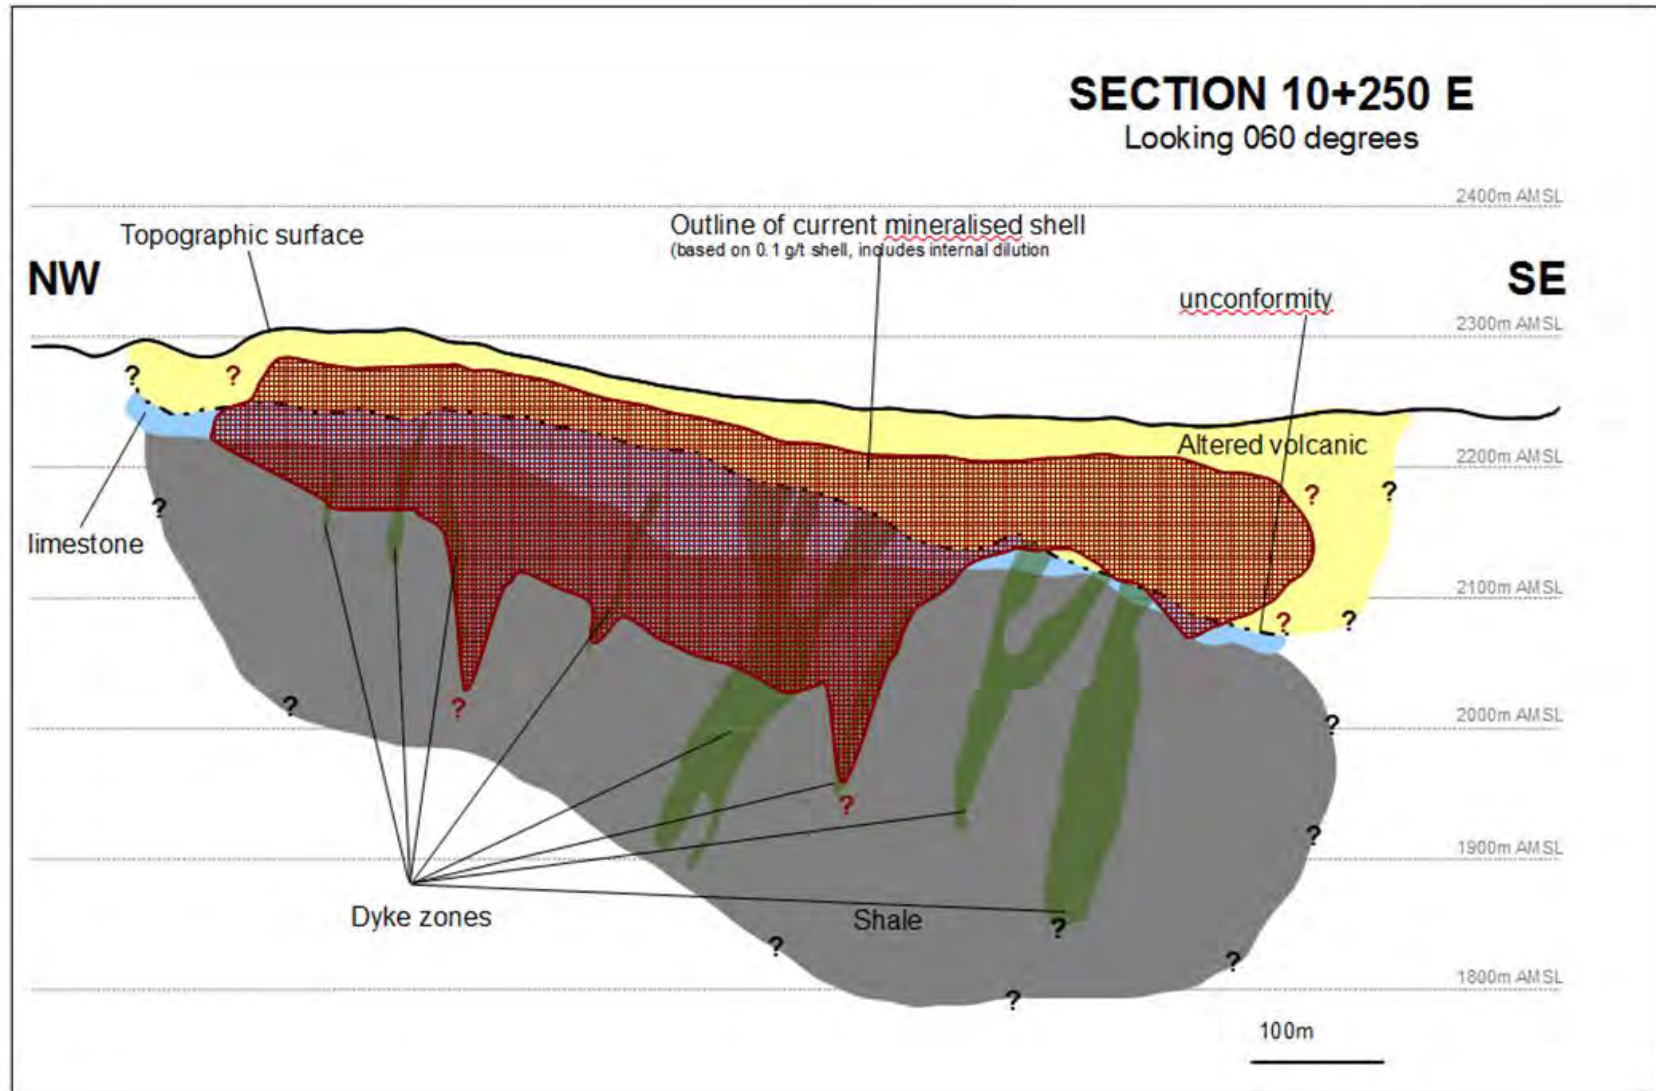 SECTION 10+250 E
Looking 060 degrees
2400m AMSL
Topographic surface
Outline of current mineralised shell
(based on 0.1 g/t shell, includes internal dilution
NW
SE
unconformity
2300m AMSL
?
?
Altered volcanic
2200m AMSL
?
?
?
limestone
2100m AMSL
?
?
?
?
2000m AMSL
?
?
?
1900m AMSL
Dyke zones
Shale
?
?
?
1800m AMSL
?
100m